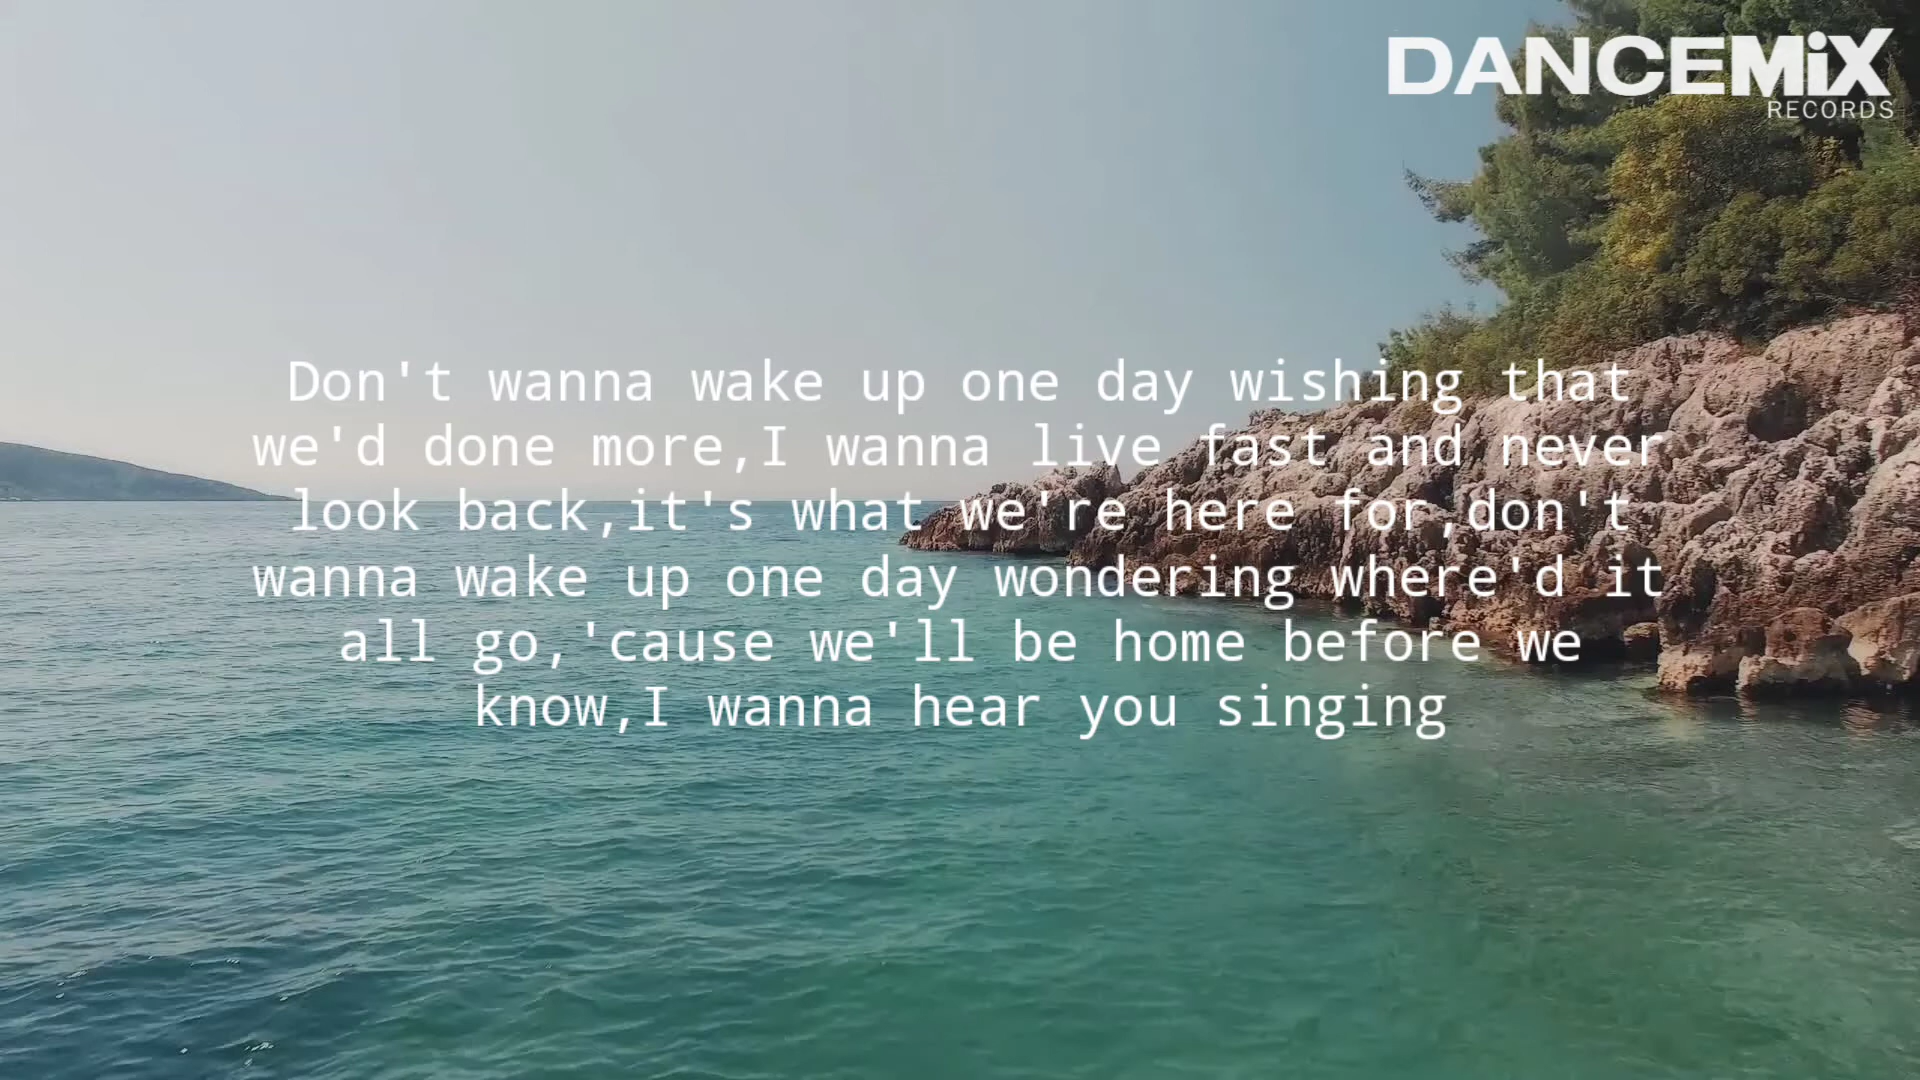 DANCEMiX
RECORDS
Don't wanna wake up one day wishing that
we'd done more,I wanna live fast and never
look back,it's what we're here for,don't
wanna wake up one day wondering where'd it
all go,'cause we'll be home before we
know,I wanna hear you singing